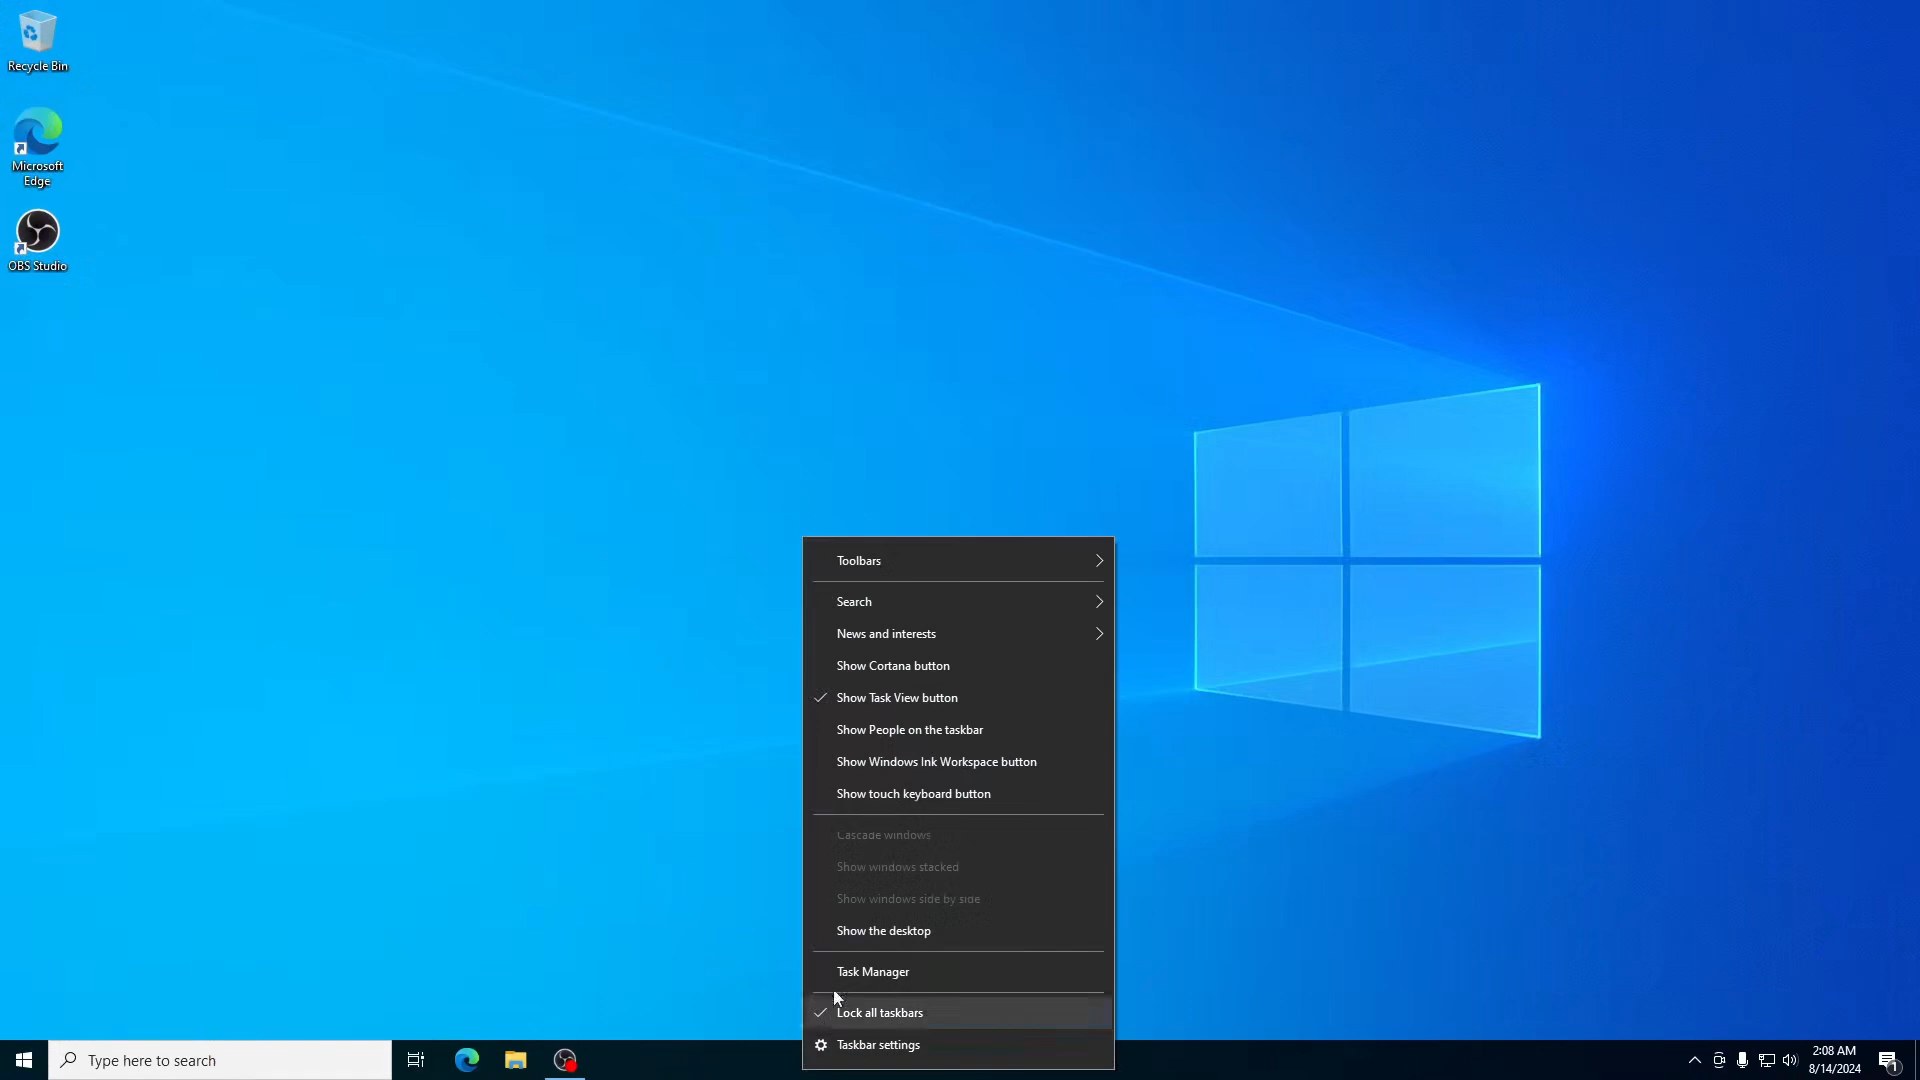 Recycle Bin
Microsoft
Edge
OBS Studio
Toolbars
Search
News and interests
Show Cortana button
Show Task View button
Show People on the taskbar
Show Windows Ink Workspace button
Show touch keyboard button
Cascade windows
Show windows stacked
Show windows side by side
Show the desktop
Task Manager
Lock all taskbars
Taskbar settings
Type here to search
2:08 AM
8/14/2024
1